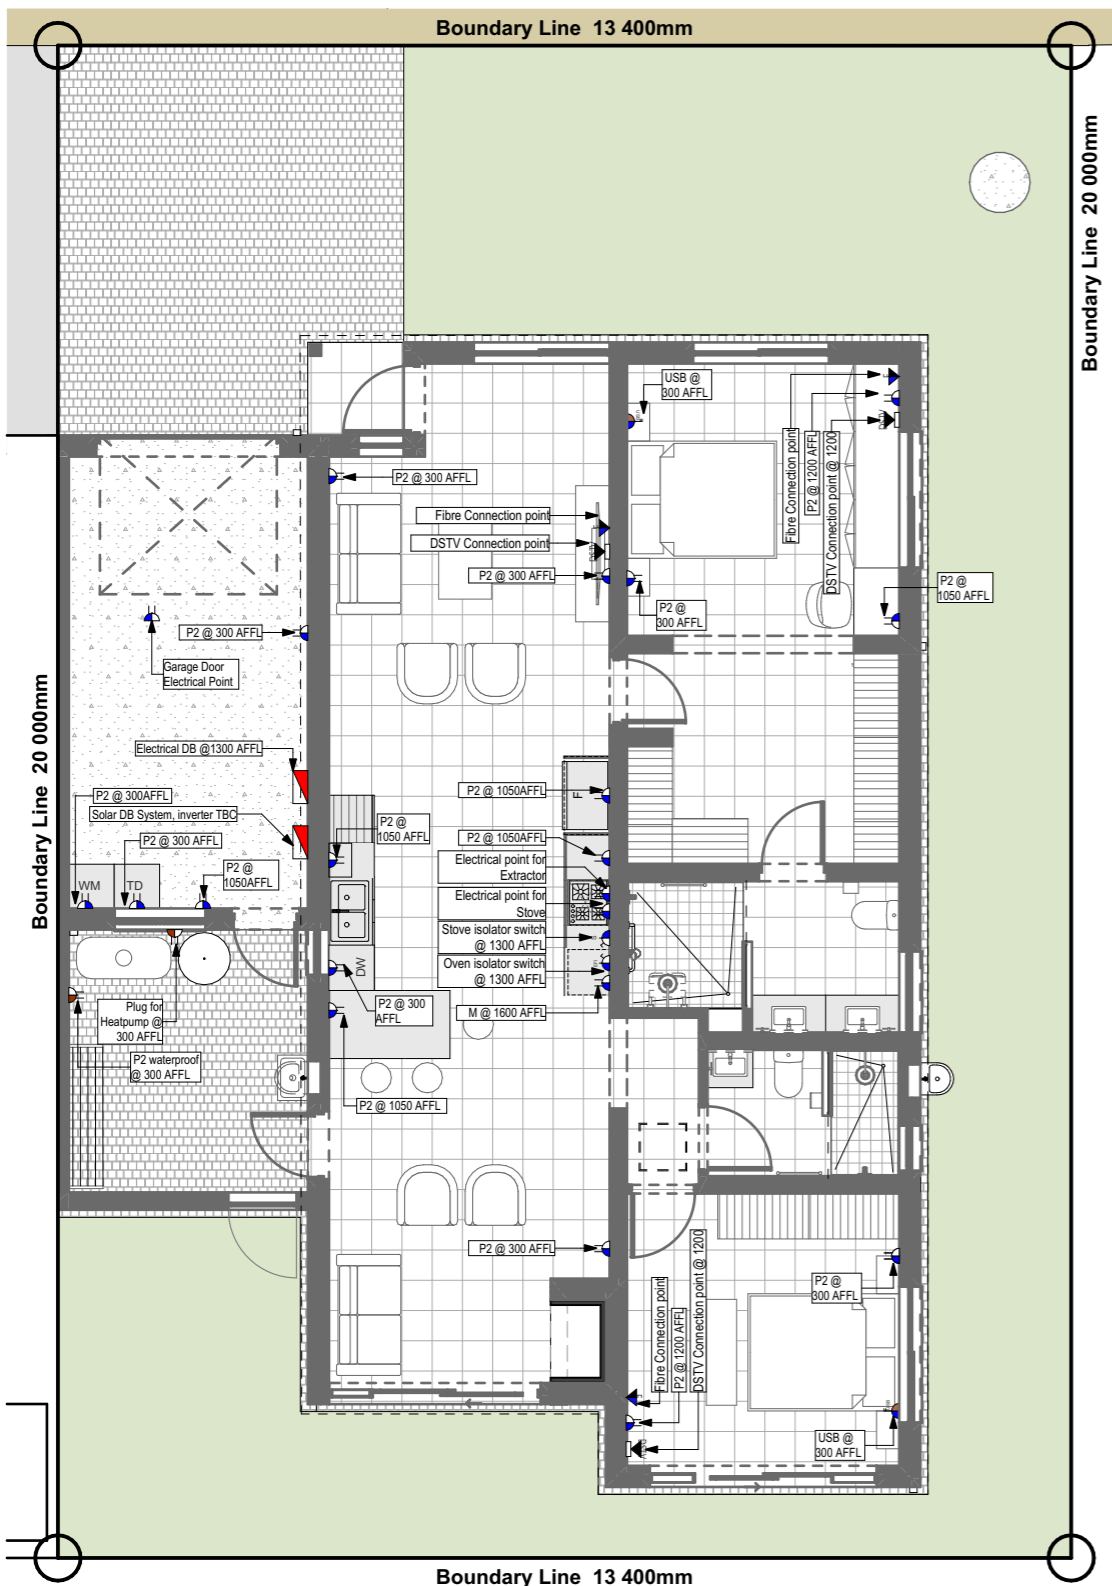 Boundary Line 13 400mm
Boundary Line 20 000mm
USB @
300 AFFL
Fibre Connection point
P2 @ 1200 AFFL
DSTV Connection point @ 1200
P2 @ 300 AFFL
Fibre Connection point
DSTV Connection point
P2 @ 300 AFFL
DSTV
DSTV
P2 @
300 AFFL
P2 @
1050 AFFL
P2 @ 300 AFFL
Garage Door
Electrical Point
Boundary Line 20 000mm
Electrical DB @1300 AFFL
P2 @ 300AFFL
Solar DB System, inverter TBC
P2 @ 300 AFFL
P2 @
1050AFFL
WM
TD
P2 @
1050 AFFL
P2 @ 1050AFFL
F
P2 @ 1050AFFL
Electrical point for
Extractor
Electrical point for
Stove
Stove isolator switch
@ 1300 AFFL
Oven isolator switch
@ 1300 AFFL
M @ 1600 AFFL
DW
P2 @ 300
AFFL
Plug for
Heatpump @
300 AFFL
P2 waterproof
@ 300 AFFL
P2 @ 1050 AFFL
P2 @ 300 AFFL
Fibre Connection point
P2 @ 1200 AFFL
DSTV Connection point @ 1200
DSTV
P2 @
300 AFFL
USB @
300 AFFL
Boundary Line 13 400mm